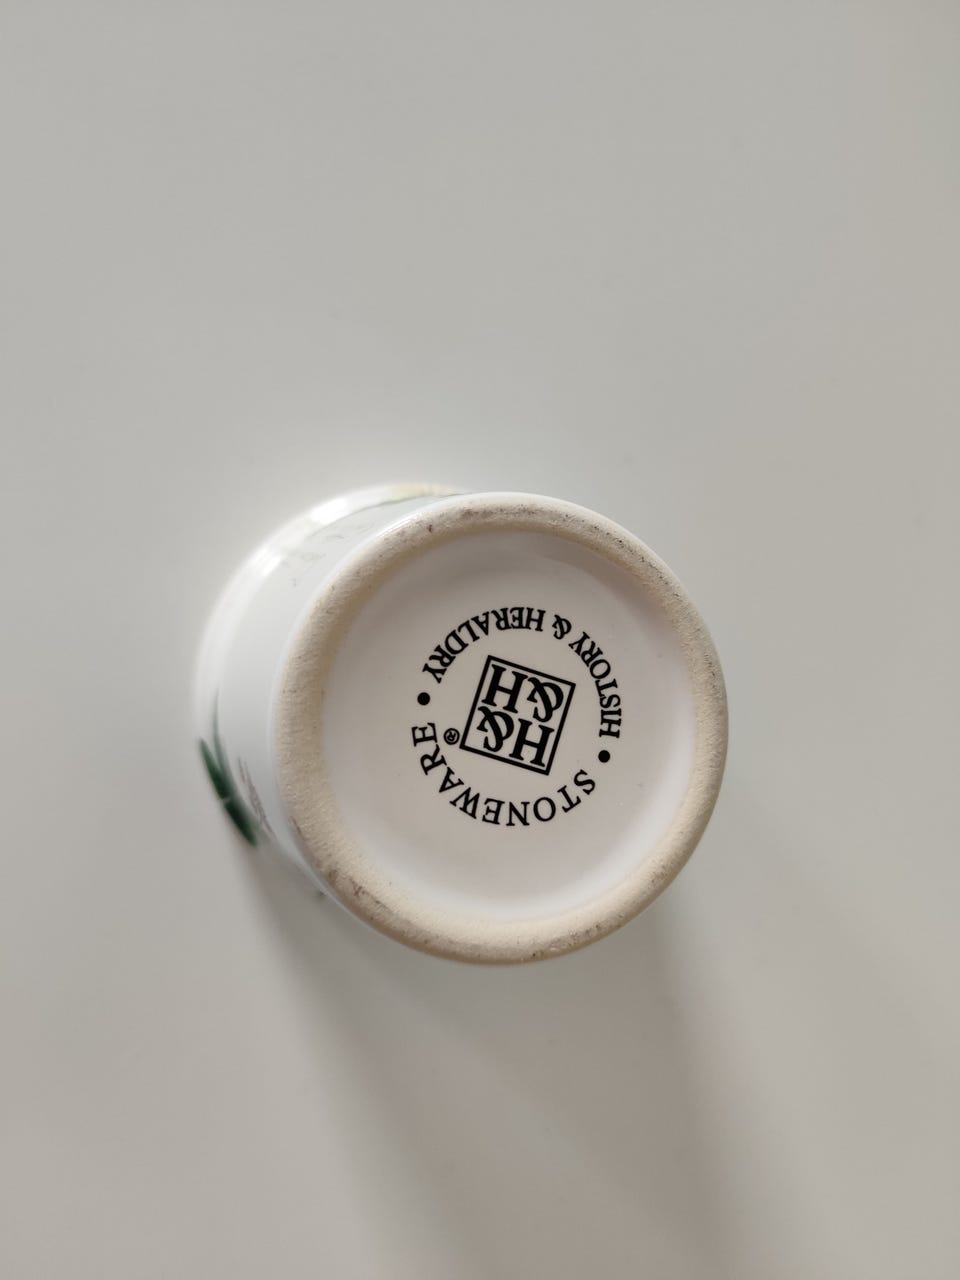 HISTORY & HERALDRY
H&
&H
®
• STONEWARE •